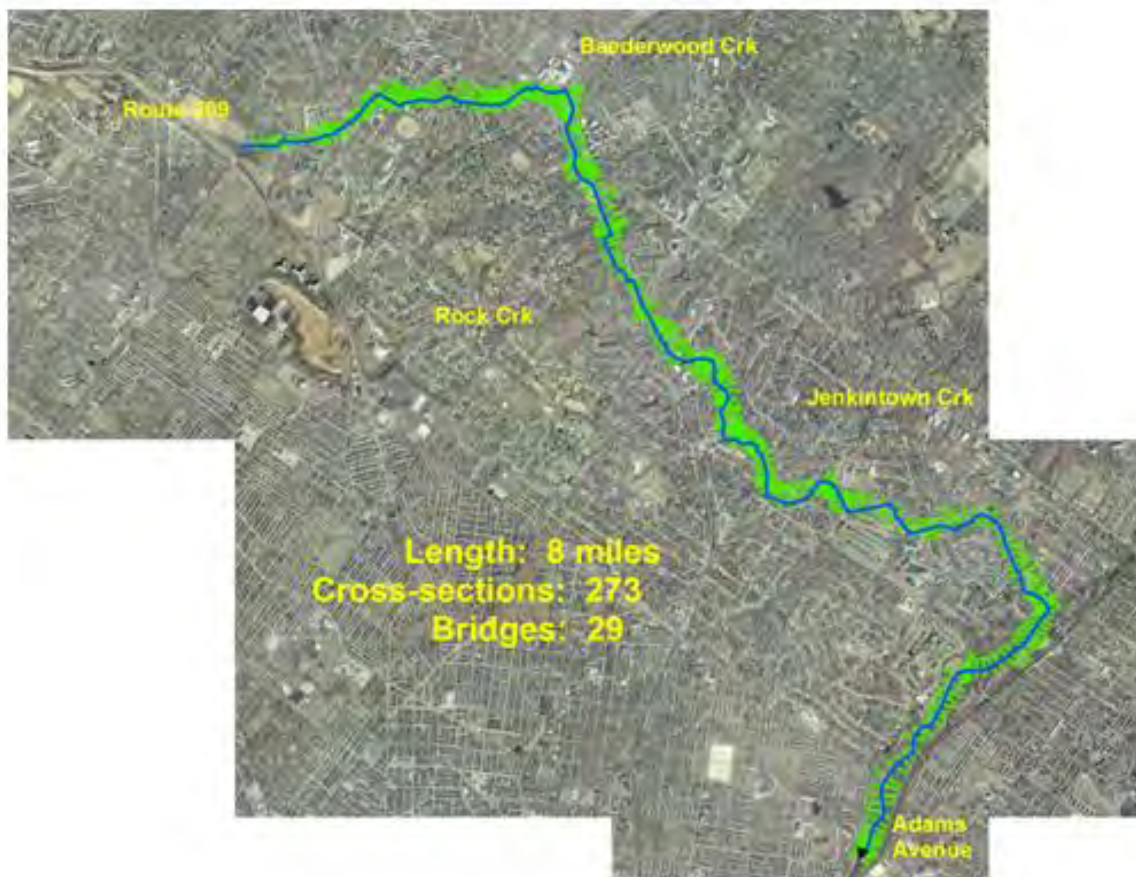 Baederwood Crk
Route 309
Rock Crk
Jenkintown Crk
Length: 8 miles
Cross-sections: 273
Bridges: 29
Adams
Avenue